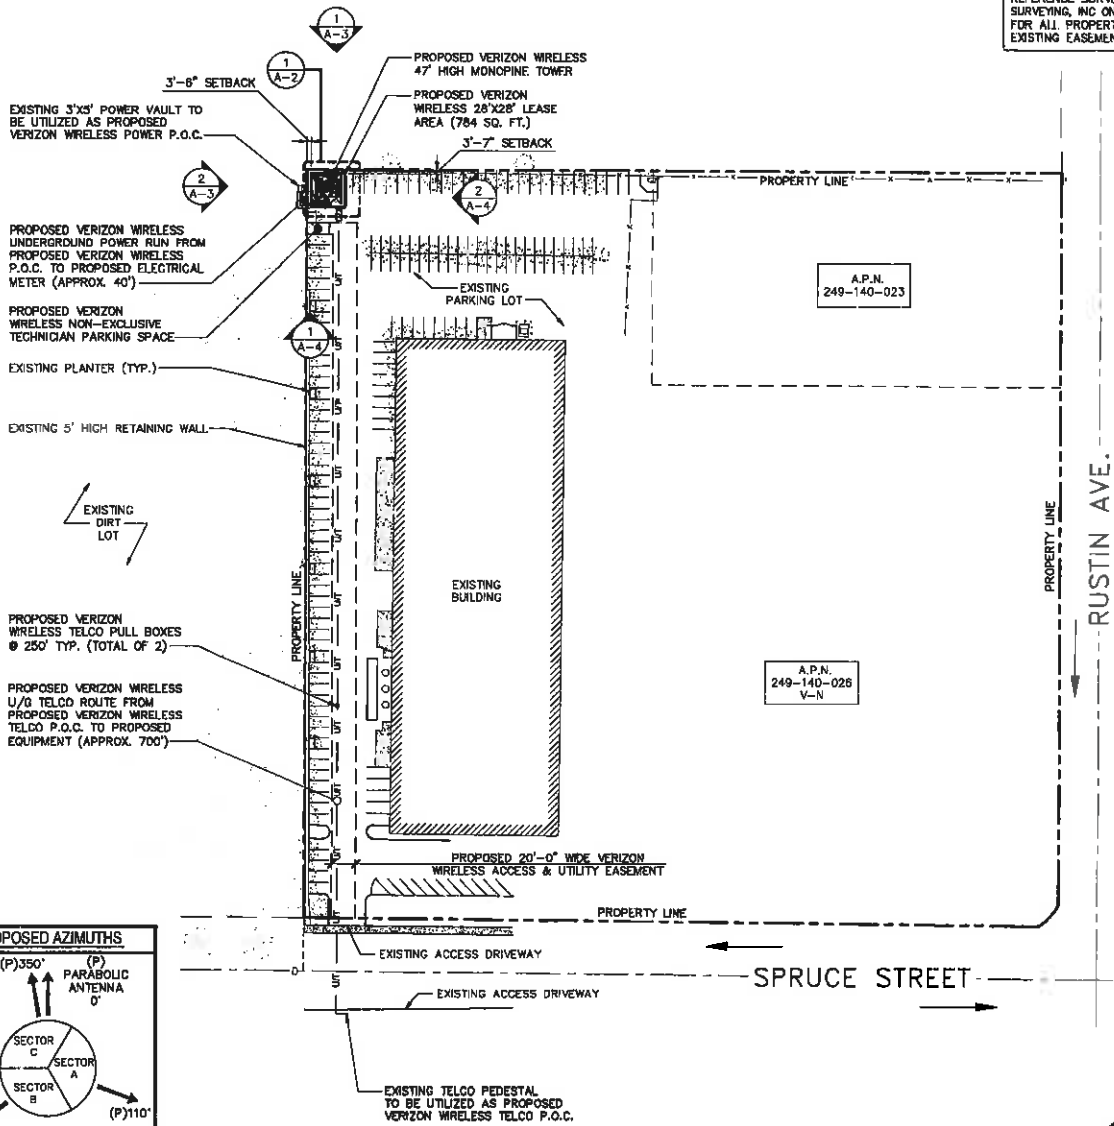 SURVEYING, INC ON
FOR ALL PROPERT
EXISTING EASEMEN
1
A-3
1
A-2
3'-6" SETBACK
PROPOSED VERIZON WIRELESS
47' HIGH MONOPINE TOWER
EXISTING 3'X5' POWER VAULT TO
BE UTILIZED AS PROPOSED
VERIZON WIRELESS POWER P.O.C.
PROPOSED VERIZON
WIRELESS 28'X28' LEASE
AREA (784 SQ. FT.)
3'-7" SETBACK
2
A-3
2
A-4
PROPERTY LINE
PROPOSED VERIZON WIRELESS
UNDERGROUND POWER RUN FROM
PROPOSED VERIZON WIRELESS
P.O.C. TO PROPOSED ELECTRICAL
METER (APPROX. 40')
EXISTING
PARKING LOT
A.P.N.
249-140-023
PROPOSED VERIZON
WIRELESS NON-EXCLUSIVE
TECHNICIAN PARKING SPACE
1
A-4
EXISTING PLANTER (TYP.)
EXISTING 5' HIGH RETAINING WALL
EXISTING
DIRT
LOT
PROPERTY LINE
EXISTING
BUILDING
PROPERTY LINE
RUSTIN AVE.
PROPOSED VERIZON
WIRELESS TELCO PULL BOXES
@ 250' TYP. (TOTAL OF 2)
A.P.N.
249-140-026
V-N
PROPOSED VERIZON WIRELESS
U/G TELCO ROUTE FROM
PROPOSED VERIZON WIRELESS
TELCO P.O.C. TO PROPOSED
EQUIPMENT (APPROX. 700')
PROPOSED 20'-0" WIDE VERIZON
WIRELESS ACCESS & UTILITY EASEMENT
PROPERTY LINE
EXISTING ACCESS DRIVEWAY
SPRUCE STREET
EXISTING ACCESS DRIVEWAY
EXISTING TELCO PEDESTAL
TO BE UTILIZED AS PROPOSED
VERIZON WIRELESS TELCO P.O.C.
OPOSED AZIMUTHS
(P)350°
(P)
PARABOLIC
ANTENNA
0°
SECTOR
C
SECTOR
A
SECTOR
B
(P)110°